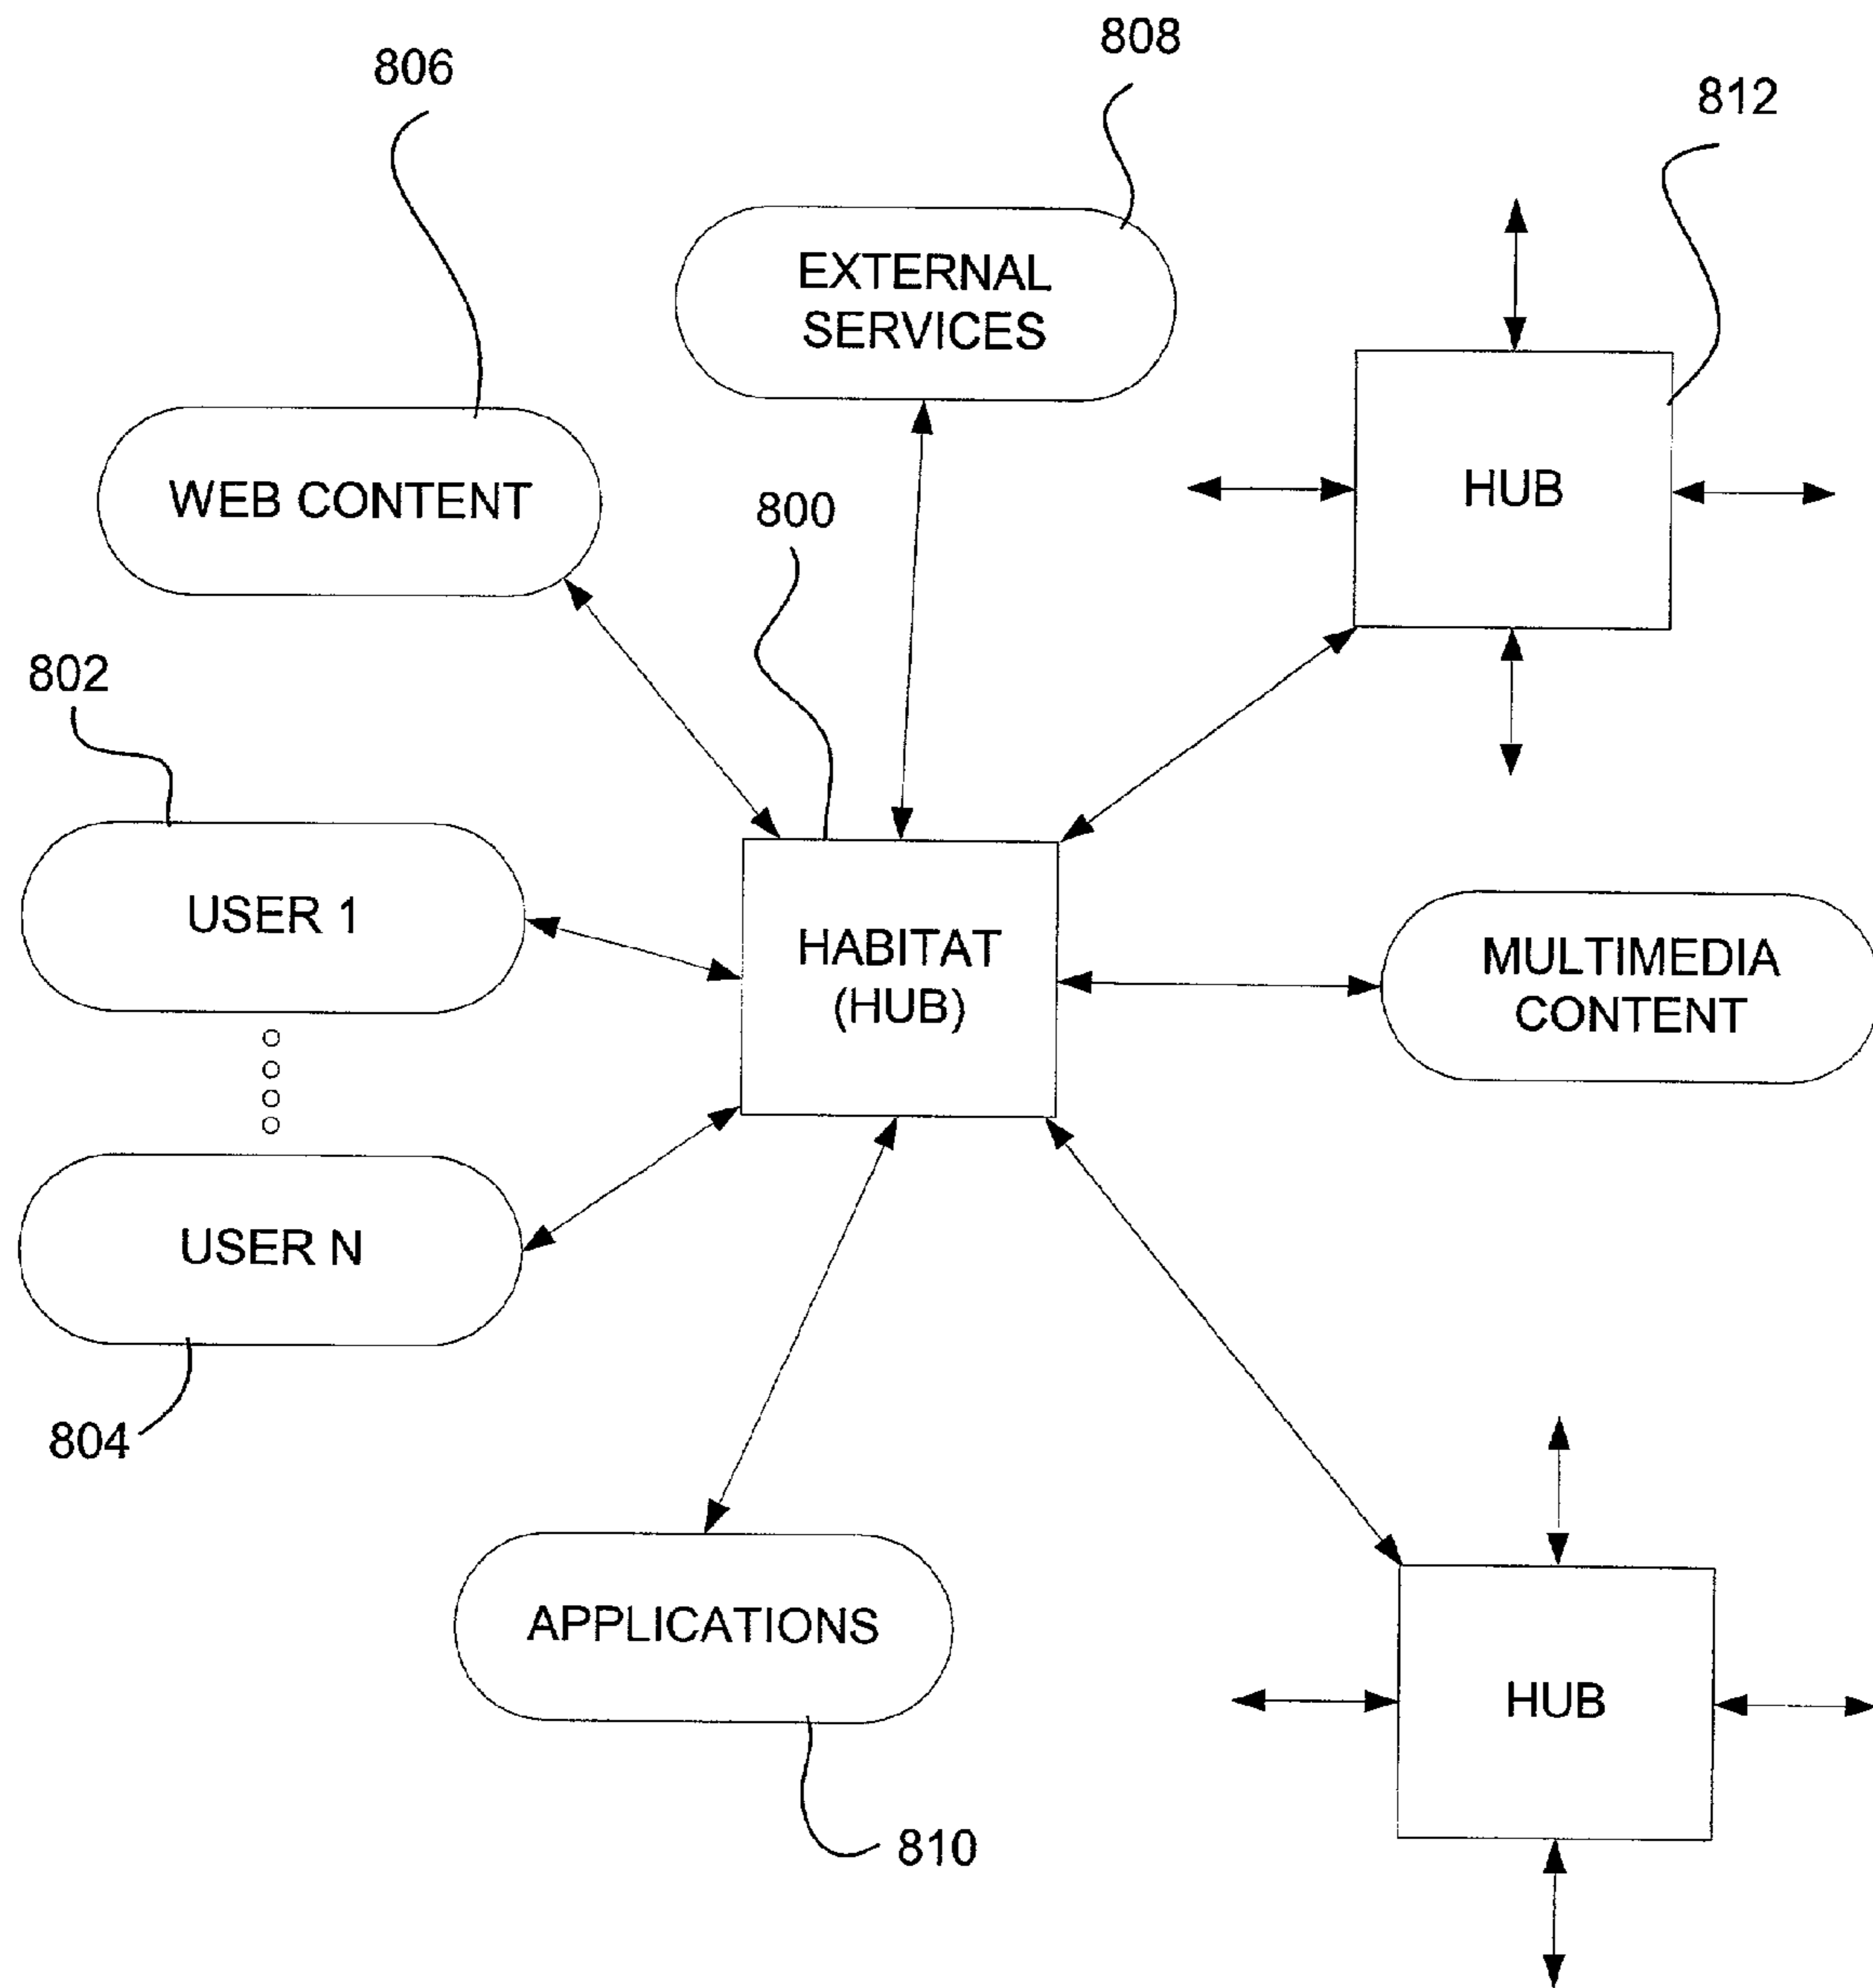 808
806
812
EXTERNAL
SERVICES
WEB CONTENT
HUB
800
802
USER 1
HABITAT
(HUB)
MULTIMEDIA
CONTENT
USER N
804
APPLICATIONS
HUB
810